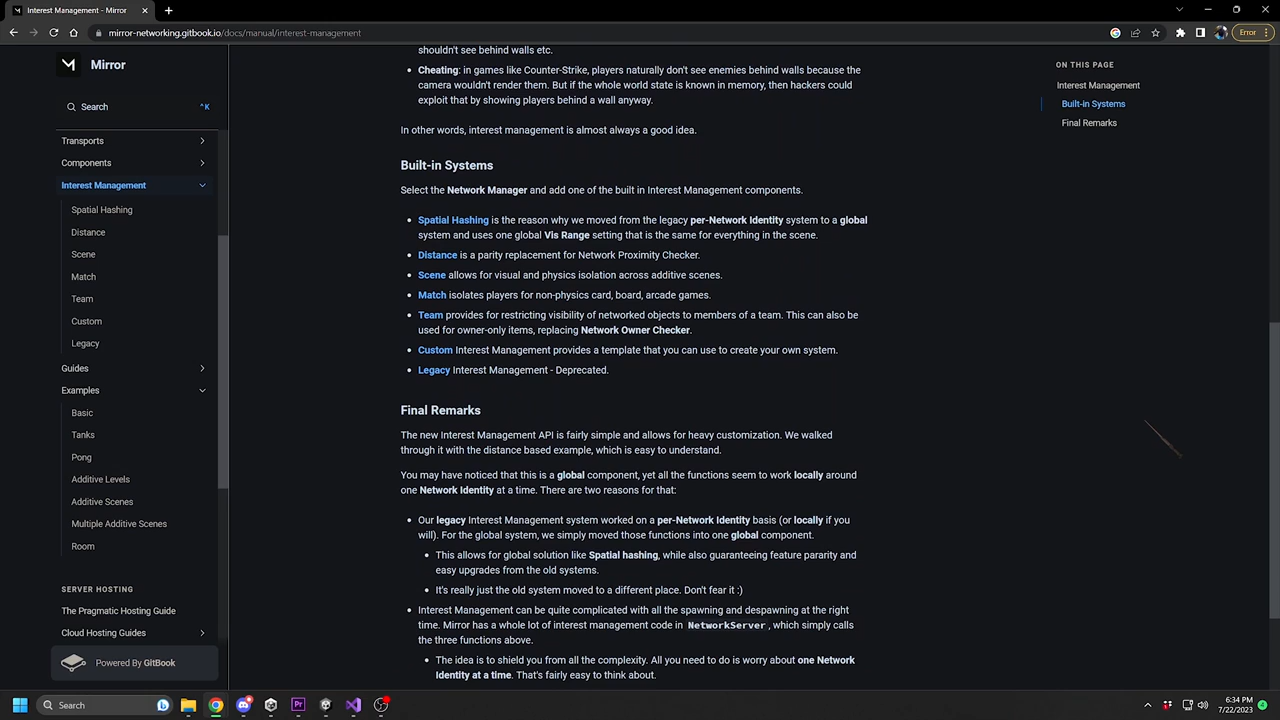 Interest Management - Mirror
mirror-networking.gitbook.io/docs/manual/interest-management
Error
Mirror
Search
^K
Transports
Components
Interest Management
Spatial Hashing
Distance
Scene
Match
Team
Custom
Legacy
Guides
Examples
Basic
Tanks
Pong
Additive Levels
Additive Scenes
Multiple Additive Scenes
Room
SERVER HOSTING
The Pragmatic Hosting Guide
Cloud Hosting Guides
Powered By GitBook
shouldn't see behind walls etc.
• Cheating: in games like Counter-Strike, players naturally don't see enemies behind walls because the
camera wouldn't render them. But if the whole world state is known in memory, then hackers could
exploit that by showing players behind a wall anyway.
In other words, interest management is almost always a good idea.
Built-in Systems
Select the Network Manager and add one of the built in Interest Management components.
• Spatial Hashing is the reason why we moved from the legacy per-Network Identity system to a global
system and uses one global Vis Range setting that is the same for everything in the scene.
• Distance is a parity replacement for Network Proximity Checker.
• Scene allows for visual and physics isolation across additive scenes.
• Match isolates players for non-physics card, board, arcade games.
• Team provides for restricting visibility of networked objects to members of a team. This can also be
used for owner-only items, replacing Network Owner Checker.
• Custom Interest Management provides a template that you can use to create your own system.
• Legacy Interest Management - Deprecated.
Final Remarks
The new Interest Management API is fairly simple and allows for heavy customization. We walked
through it with the distance based example, which is easy to understand.
You may have noticed that this is a global component, yet all the functions seem to work locally around
one Network Identity at a time. There are two reasons for that:
• Our legacy Interest Management system worked on a per-Network Identity basis (or locally if you
will). For the global system, we simply moved those functions into one global component.
• This allows for global solution like Spatial hashing, while also guaranteeing feature pararity and
easy upgrades from the old systems.
• It's really just the old system moved to a different place. Don't fear it :)
• Interest Management can be quite complicated with all the spawning and despawning at the right
time. Mirror has a whole lot of interest management code in NetworkServer, which simply calls
the three functions above.
• The idea is to shield you from all the complexity. All you need to do is worry about one Network
Identity at a time. That's fairly easy to think about.
ON THIS PAGE
Interest Management
Built-in Systems
Final Remarks
Search
6:34 PM
7/22/2023
4